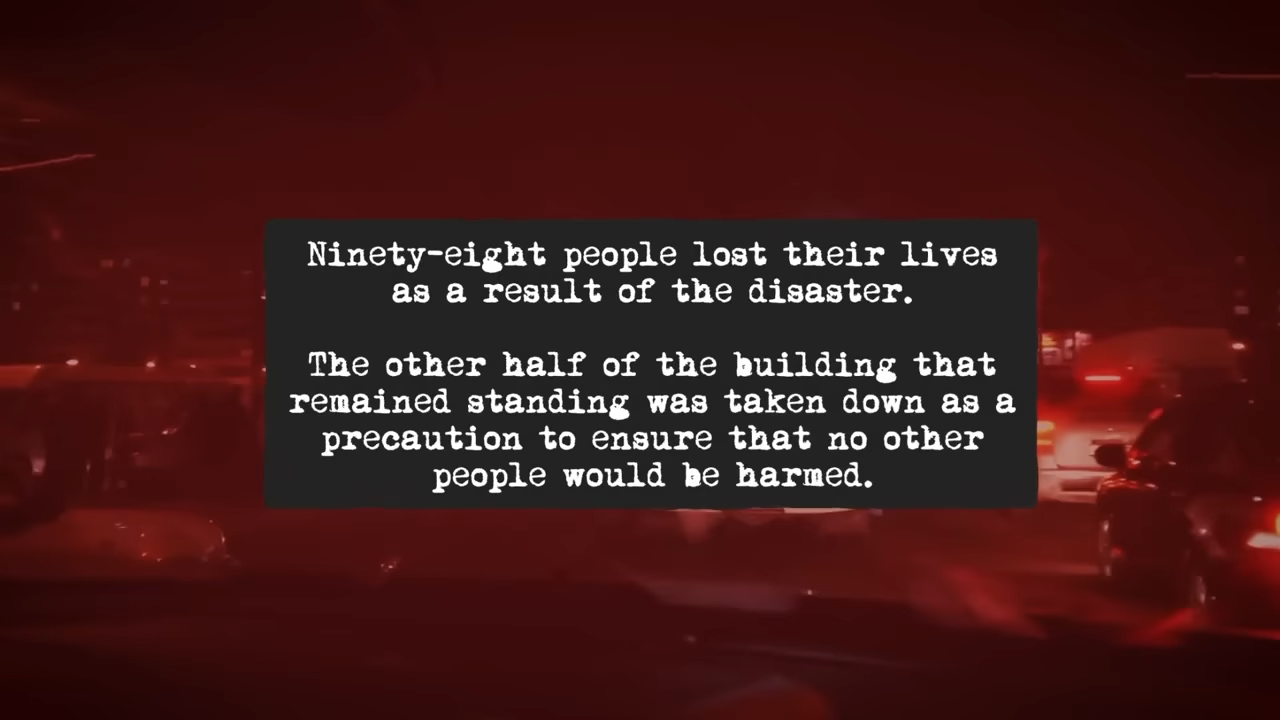 Ninety-eight people lost their lives
as a result of the disaster.
The other half of the building that
remained standing was taken down as a
precaution to ensure that no other
people would be harmed.